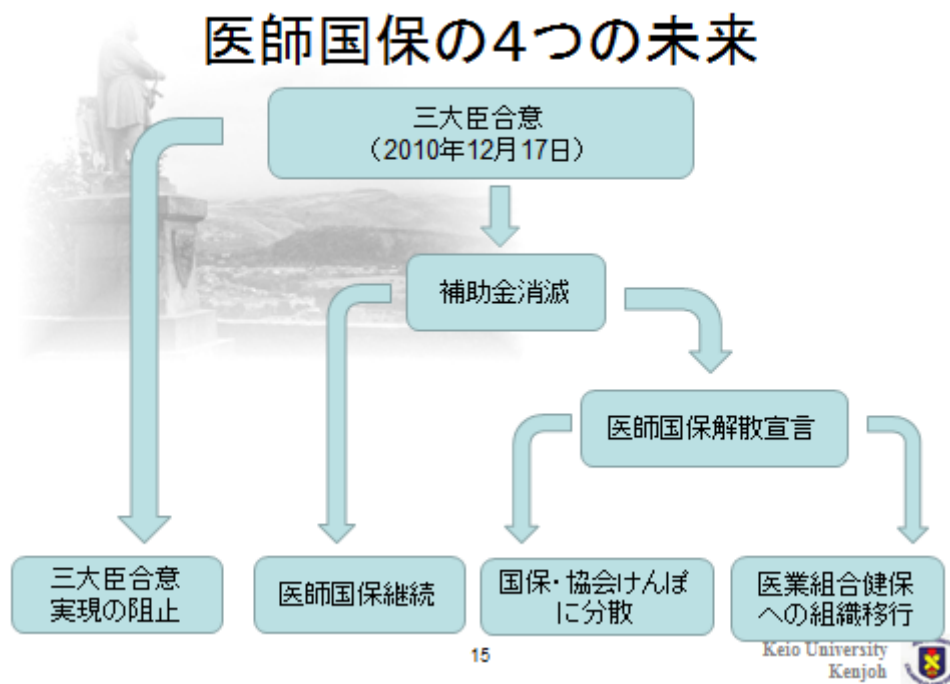 医師国保の4つの未来
三大臣合意
（2010年12月17日）
補助金消滅
医師国保解散宣言
三大臣合意
実現の阻止
医師国保継続
国保・協会けんぽ
に分散
医業組合健保
への組織移行
15
Keio University
Kenjoh